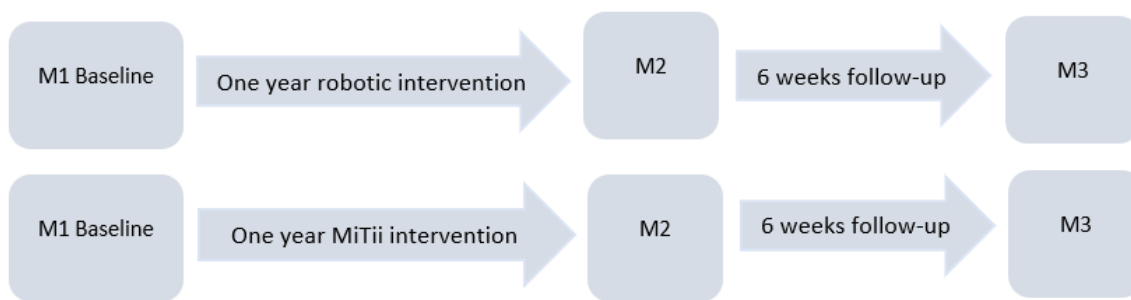 M1 Baseline
One year robotic intervention
M2
6 weeks follow-up
M3
M1 Baseline
One year MiTii intervention
M2
6 weeks follow-up
M3